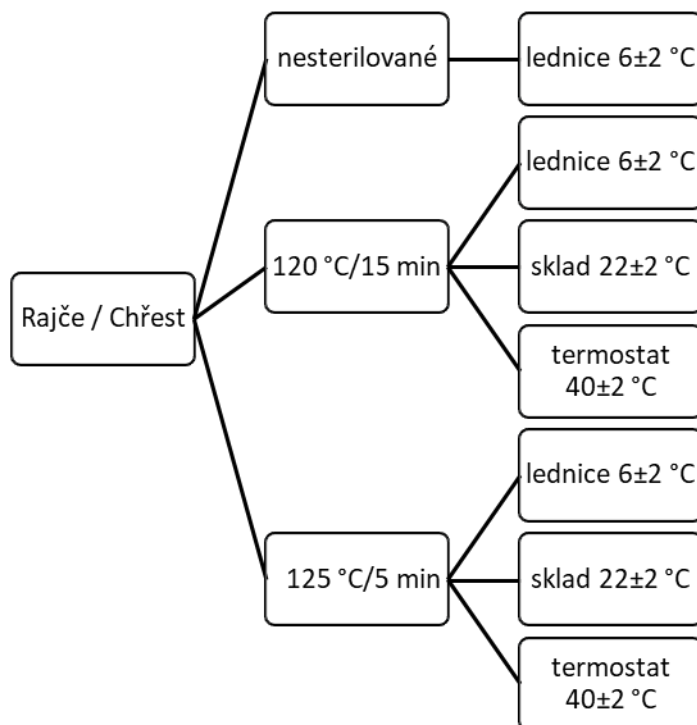 nesterilované
lednice 6±2 °C
lednice 6±2 °C
120 °C/15 min
sklad 22±2 °C
Rajče / Chřest
termostat
40±2 °C
lednice 6±2 °C
125 °C/5 min
sklad 22±2 °C
termostat
40±2 °C